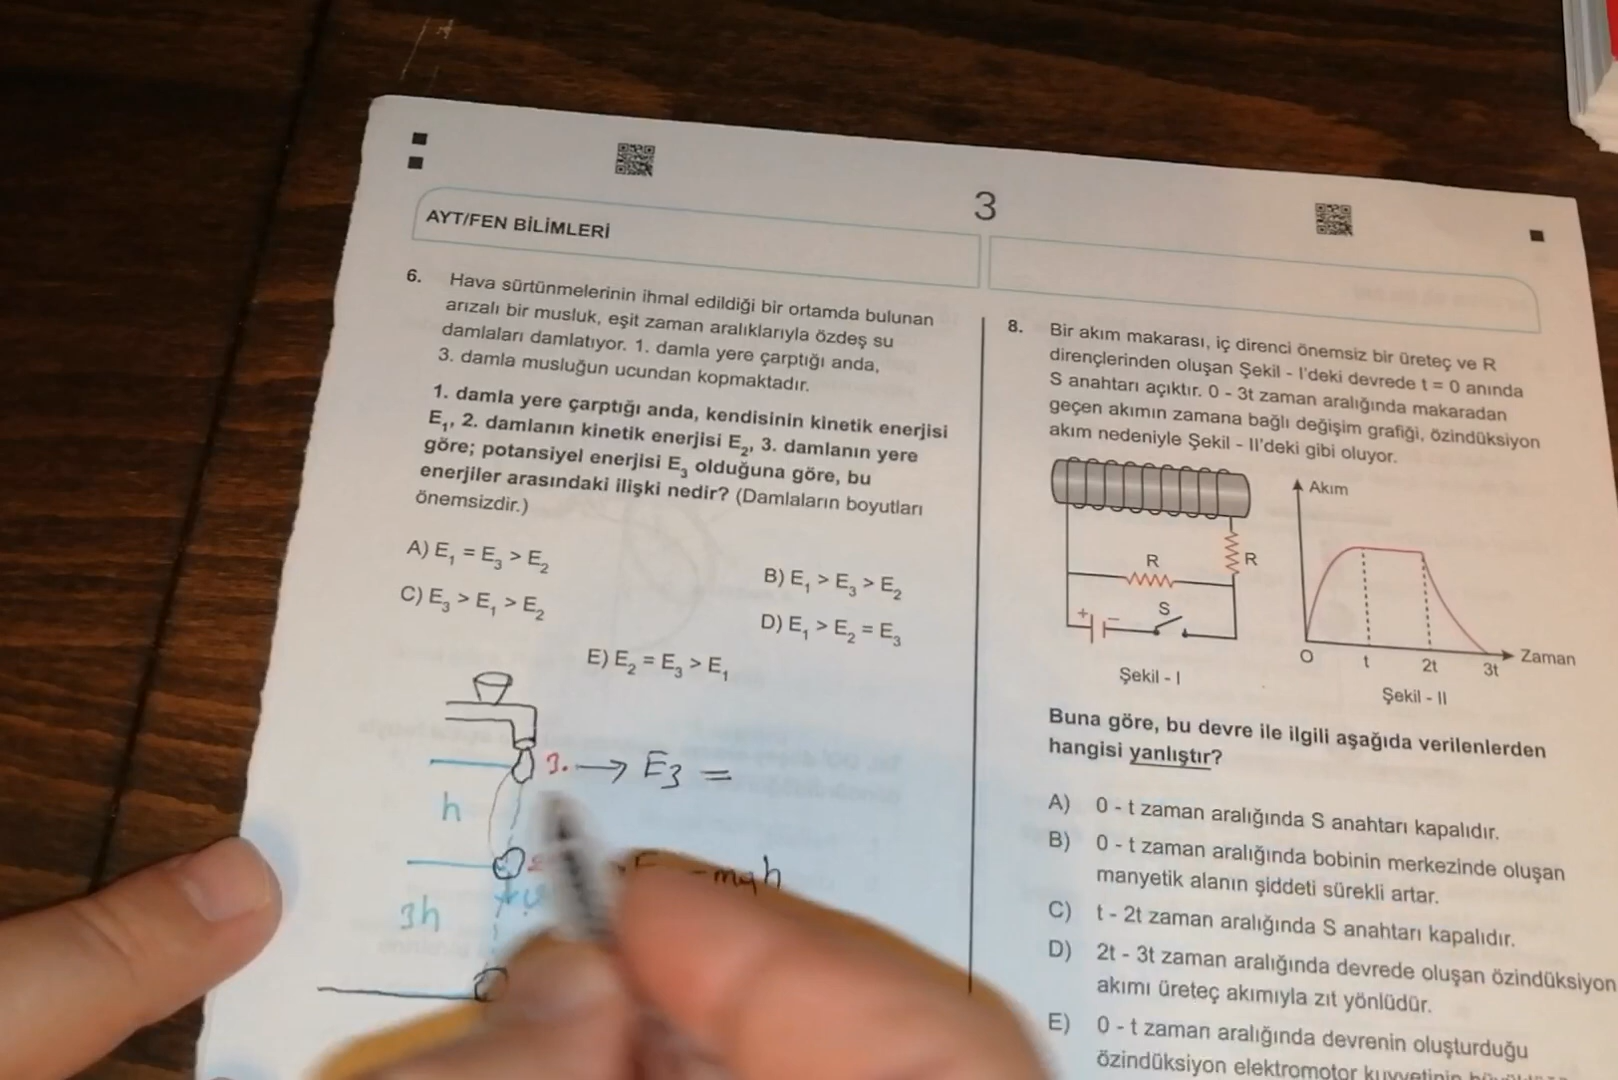 3
AYT/FEN BİLİMLERİ
6. Hava sürtünmelerinin ihmal edildiği bir ortamda bulunan
arızalı bir musluk, eşit zaman aralıklarıyla özdeş su
damlaları damlatıyor. 1. damla yere çarptığı anda,
3. damla musluğun ucundan kopmaktadır.
1. damla yere çarptığı anda, kendisinin kinetik enerjisi
E₁, 2. damlanın kinetik enerjisi E₂, 3. damlanın yere
göre; potansiyel enerjisi E₃ olduğuna göre, bu
enerjiler arasındaki ilişki nedir? (Damlaların boyutları
önemsizdir.)
A) E₁ = E₃ > E₂
B) E₁ > E₃ > E₂
C) E₃ > E₁ > E₂
D) E₁ > E₂ = E₃
E) E₂ = E₃ > E₁
3. → E₃ =
h
mgh
3h
8. Bir akım makarası, iç direnci önemsiz bir üreteç ve R
dirençlerinden oluşan Şekil - I'deki devrede t = 0 anında
S anahtarı açıktır. 0 - 3t zaman aralığında makaradan
geçen akımın zamana bağlı değişim grafiği, özindüksiyon
akım nedeniyle Şekil - II'deki gibi oluyor.
R
R
S
+ -
Şekil - I
Akım
O t 2t 3t Zaman
Şekil - II
Buna göre, bu devre ile ilgili aşağıda verilenlerden
hangisi yanlıştır?
A) 0 - t zaman aralığında S anahtarı kapalıdır.
B) 0 - t zaman aralığında bobinin merkezinde oluşan
manyetik alanın şiddeti sürekli artar.
C) t - 2t zaman aralığında S anahtarı kapalıdır.
D) 2t - 3t zaman aralığında devrede oluşan özindüksiyon
akımı üreteç akımıyla zıt yönlüdür.
E) 0 - t zaman aralığında devrenin oluşturduğu
özindüksiyon elektromotor kuvvetinin